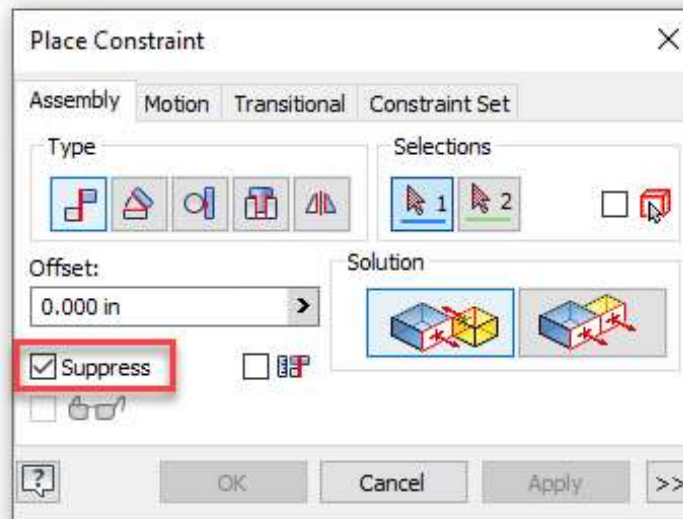 Place Constraint
Assembly Motion Transitional Constraint Set
Type
Selections
1 2
Offset:
Solution
0.000 in
Suppress
? OK Cancel Apply >>